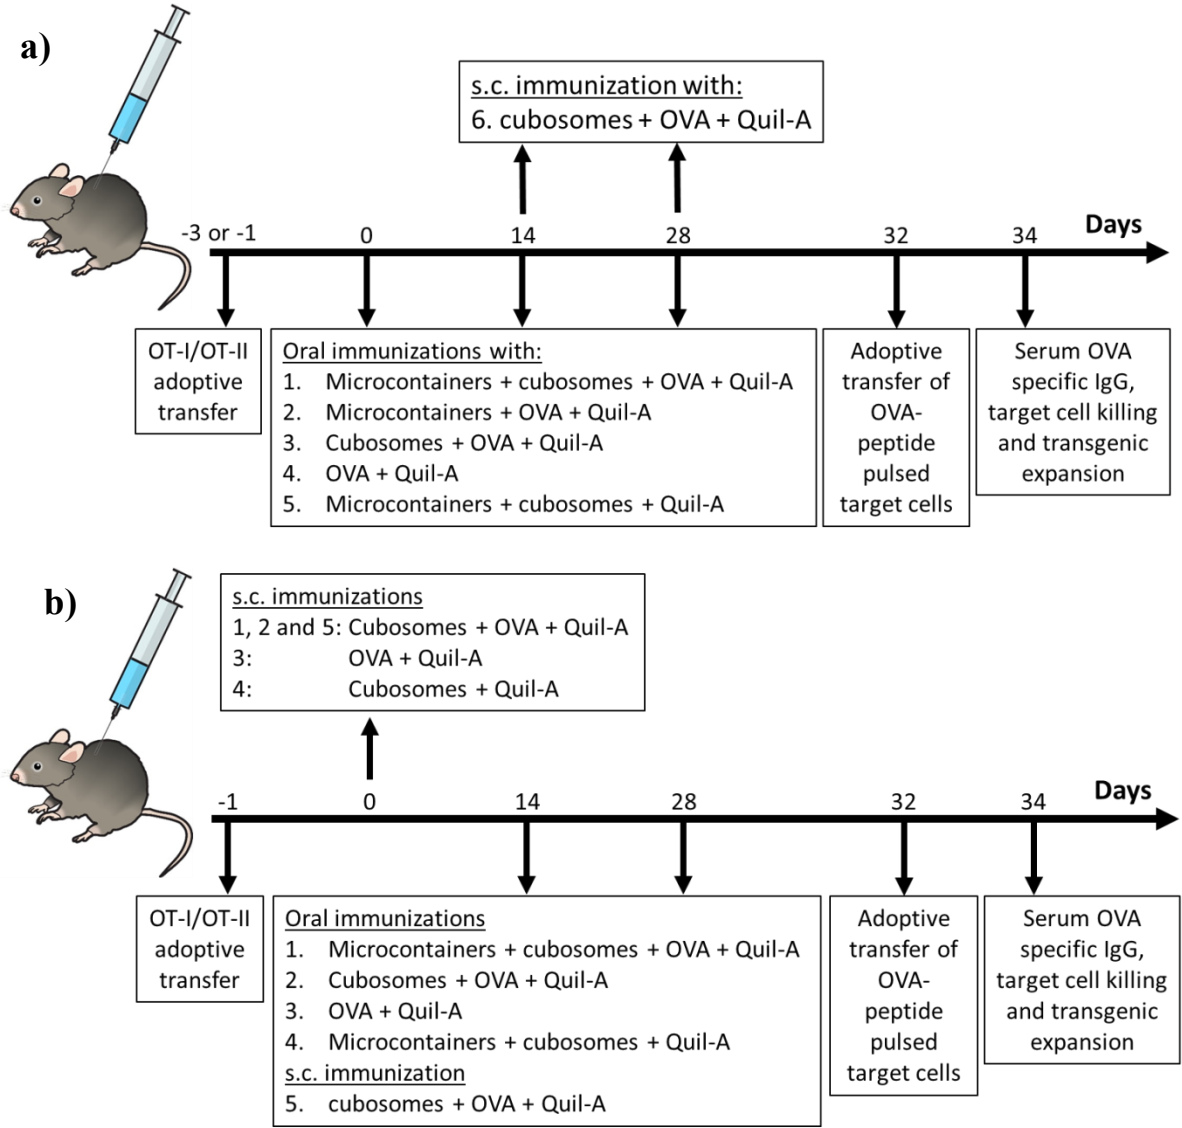 a)
s.c. immunization with:
6. cubosomes + OVA + Quil-A
-3 or -1
0
14
28
32
34
Days
OT-I/OT-II
adoptive
transfer
Oral immunizations with:
1. Microcontainers + cubosomes + OVA + Quil-A
2. Microcontainers + OVA + Quil-A
3. Cubosomes + OVA + Quil-A
4. OVA + Quil-A
5. Microcontainers + cubosomes + Quil-A
Adoptive
transfer of
OVA-
peptide
pulsed
target cells
Serum OVA
specific IgG,
target cell killing
and transgenic
expansion
b)
s.c. immunizations
1, 2 and 5: Cubosomes + OVA + Quil-A
3: OVA + Quil-A
4: Cubosomes + Quil-A
-1
0
14
28
32
34
Days
OT-I/OT-II
adoptive
transfer
Oral immunizations
1. Microcontainers + cubosomes + OVA + Quil-A
2. Cubosomes + OVA + Quil-A
3. OVA + Quil-A
4. Microcontainers + cubosomes + Quil-A
s.c. immunization
5. cubosomes + OVA + Quil-A
Adoptive
transfer of
OVA-
peptide
pulsed
target cells
Serum OVA
specific IgG,
target cell killing
and transgenic
expansion